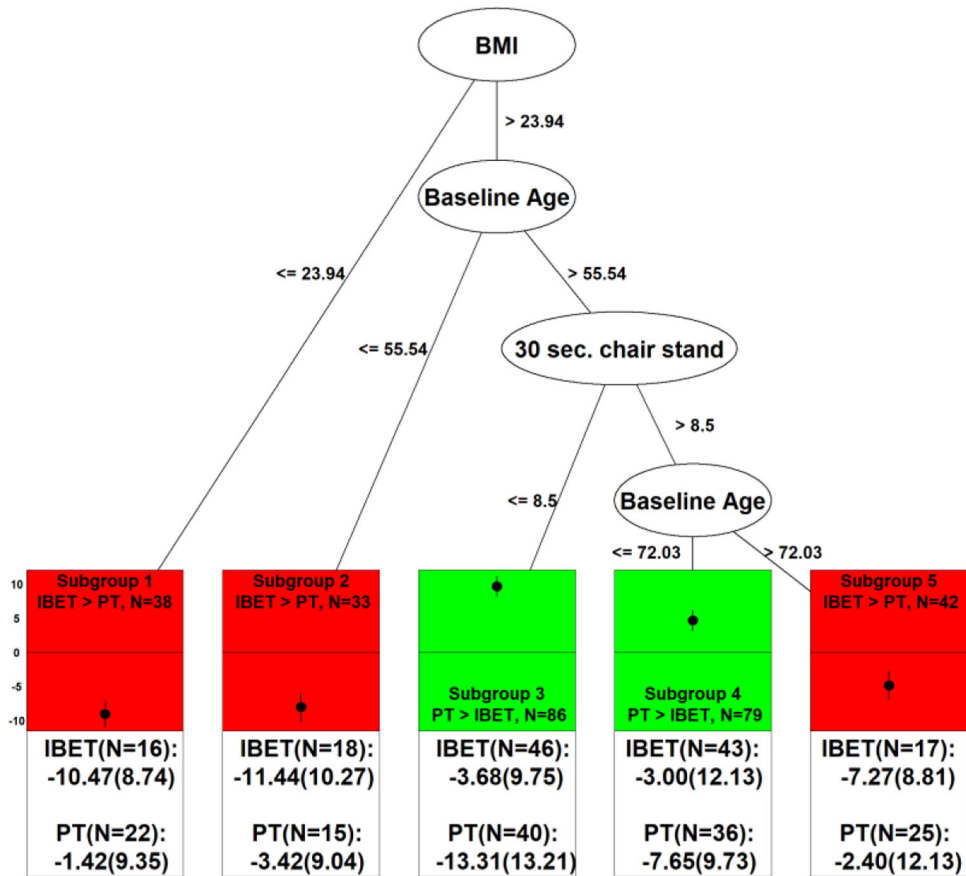 BMI
> 23.94
Baseline Age
<= 23.94
> 55.54
<= 55.54
30 sec. chair stand
> 8.5
<= 8.5
Baseline Age
<= 72.03
> 72.03
10
5
0
-5
-10
Subgroup 1
IBET > PT, N=38
Subgroup 2
IBET > PT, N=33
Subgroup 3
PT > IBET, N=86
Subgroup 4
PT > IBET, N=79
Subgroup 5
IBET > PT, N=42
IBET(N=16):
-10.47(8.74)
PT(N=22):
-1.42(9.35)
IBET(N=18):
-11.44(10.27)
PT(N=15):
-3.42(9.04)
IBET(N=46):
-3.68(9.75)
PT(N=40):
-13.31(13.21)
IBET(N=43):
-3.00(12.13)
PT(N=36):
-7.65(9.73)
IBET(N=17):
-7.27(8.81)
PT(N=25):
-2.40(12.13)